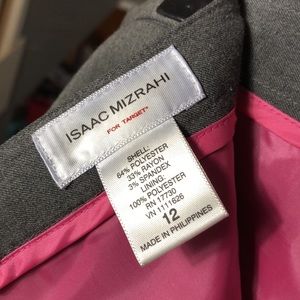 ISAAC MIZRAHI
FOR TARGET*
SHELL:
64% POLYESTER
33% RAYON
3% SPANDEX
LINING:
100% POLYESTER
RN 17730
VN 1111626
12
MADE IN PHILIPPINES